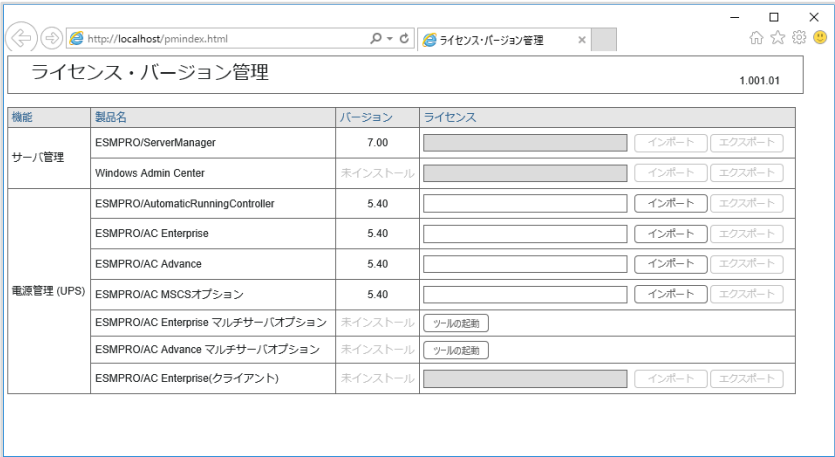 http://localhost/pmindex.html
ライセンス・バージョン管理
ライセンス・バージョン管理
1.001.01
機能 製品名 バージョン ライセンス
サーバ管理
ESMPRO/ServerManager 7.00 インポート エクスポート
Windows Admin Center 未インストール インポート エクスポート
電源管理 (UPS)
ESMPRO/AutomaticRunningController 5.40 インポート エクスポート
ESMPRO/AC Enterprise 5.40 インポート エクスポート
ESMPRO/AC Advance 5.40 インポート エクスポート
ESMPRO/AC MSCSオプション 5.40 インポート エクスポート
ESMPRO/AC Enterprise マルチサーバオプション 未インストール ツールの起動
ESMPRO/AC Advance マルチサーバオプション 未インストール ツールの起動
ESMPRO/AC Enterprise(クライアント) 未インストール インポート エクスポート